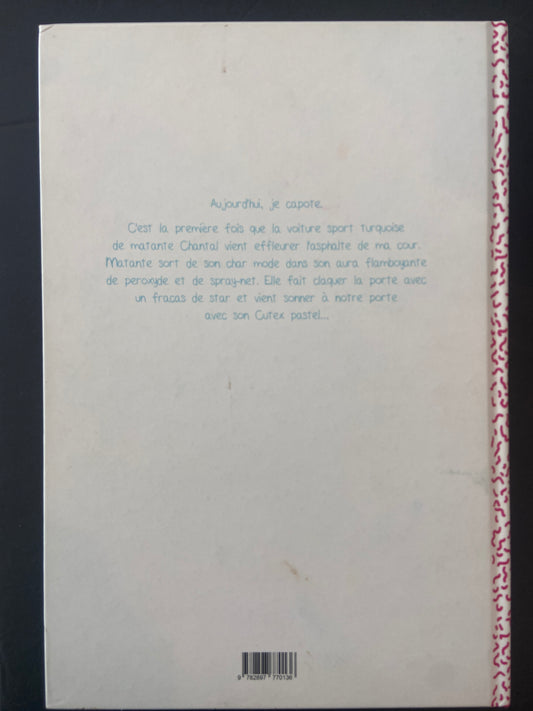 Aujourd'hui, je capote.
C'est la première fois que la voiture sport turquoise
de matante Chantal vient effleurer l'asphalte de ma cour.
Matante sort de son char mode dans son aura flamboyante
de peroxyde et de spray-net. Elle fait claquer la porte avec
un fracas de star et vient sonner à notre porte
avec son Cutex pastel...
9 782897 770136